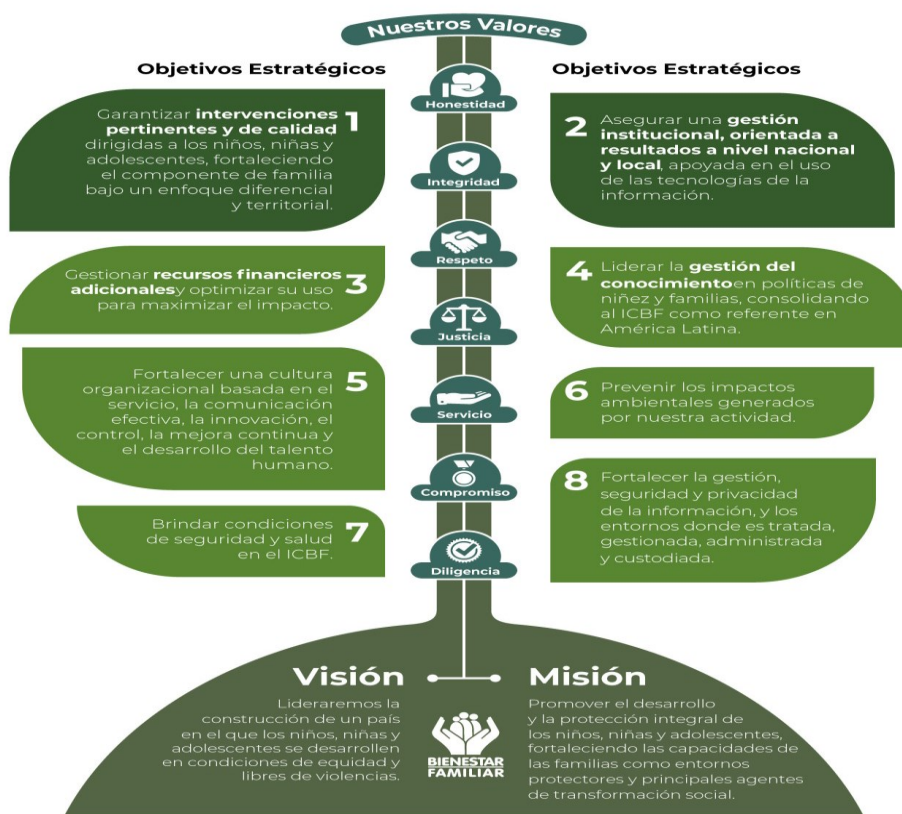 Nuestros Valores
Objetivos Estratégicos
1
Garantizar intervenciones
pertinentes y de calidad
dirigidas a los niños, niñas y
adolescentes, fortaleciendo
el componente de familia
bajo un enfoque diferencial
y territorial.
3
Gestionar recursos financieros
adicionales y optimizar su uso
para maximizar el impacto.
5
Fortalecer una cultura
organizacional basada en el
servicio, la comunicación
efectiva, la innovación, el
control, la mejora continua y
el desarrollo del talento
humano.
7
Brindar condiciones
de seguridad y salud
en el ICBF.
Honestidad
Integridad
Respeto
Justicia
Servicio
Compromiso
Diligencia
Objetivos Estratégicos
2
Asegurar una gestión
institucional, orientada a
resultados a nivel nacional
y local, apoyada en el uso
de las tecnologías de la
información.
4
Liderar la gestión del
conocimiento en políticas de
niñez y familias, consolidando
al ICBF como referente en
América Latina.
6
Prevenir los impactos
ambientales generados
por nuestra actividad.
8
Fortalecer la gestión,
seguridad y privacidad
de la información, y los
entornos donde es tratada,
gestionada, administrada
y custodiada.
Visión
Lideraremos la
construcción de un país
en el que los niños, niñas y
adolescentes se desarrollen
en condiciones de equidad y
libres de violencias.
BIENESTAR
FAMILIAR
Misión
Promover el desarrollo
y la protección integral de
los niños, niñas y adolescentes,
fortaleciendo las capacidades de
las familias como entornos
protectores y principales agentes
de transformación social.